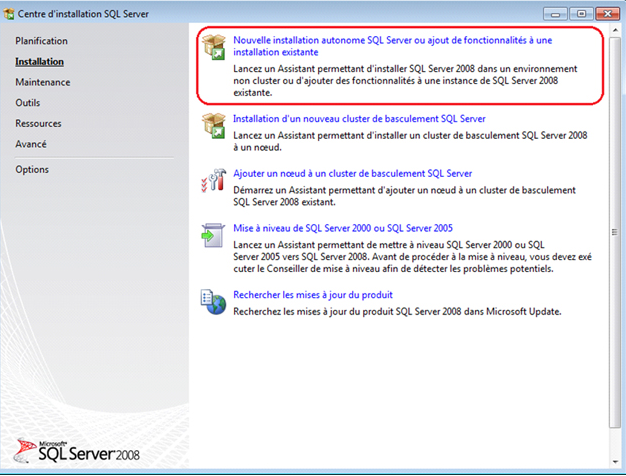 Centre d'installation SQL Server
Planification
Installation
Maintenance
Outils
Ressources
Avancé
Options
Nouvelle installation autonome SQL Server ou ajout de fonctionnalités à une
installation existante
Lancez un Assistant permettant d'installer SQL Server 2008 dans un environnement
non cluster ou d'ajouter des fonctionnalités à une instance de SQL Server 2008
existante.
Installation d'un nouveau cluster de basculement SQL Server
Lancez un Assistant permettant d'installer un cluster de basculement SQL Server 2008
à un nœud.
Ajouter un nœud à un cluster de basculement SQL Server
Démarrez un Assistant permettant d'ajouter un nœud à un cluster de basculement
SQL Server 2008 existant.
Mise à niveau de SQL Server 2000 ou SQL Server 2005
Lancez un Assistant permettant de mettre à niveau SQL Server 2000 ou SQL
Server 2005 vers SQL Server 2008. Avant de procéder à la mise à niveau, vous devez exé
cuter le Conseiller de mise à niveau afin de détecter les problèmes potentiels.
Rechercher les mises à jour du produit
Recherchez les mises à jour du produit SQL Server 2008 dans Microsoft Update.
Microsoft®
SQL Server 2008